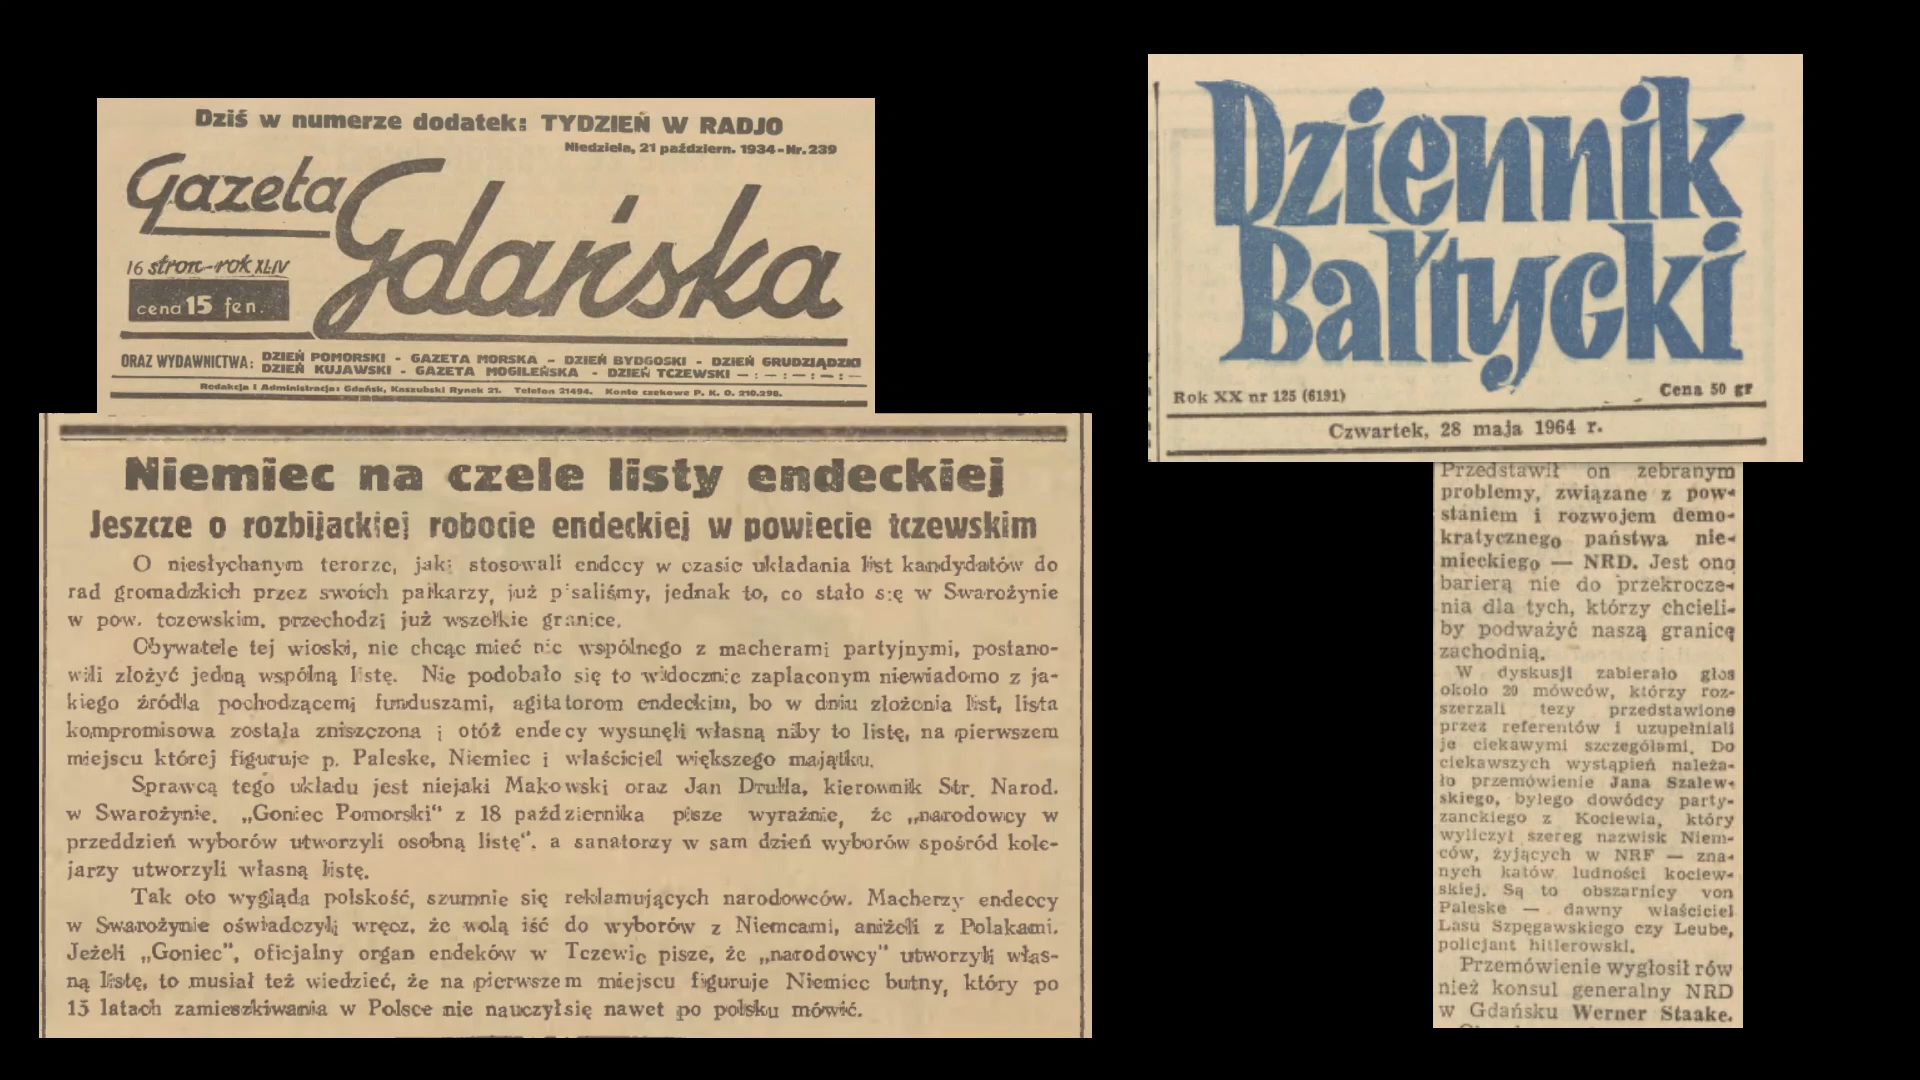 Dziś w numerze dodatek: TYDZIEŃ W RADJO
Niedziela, 21 październ. 1934 - Nr. 239
Gazeta Gdańska
16 stron - rok XLIV
cena 15 fen.
ORAZ WYDAWNICTWA: DZIEŃ POMORSKI - GAZETA MORSKA - DZIEŃ BYDGOSKI - DZIEŃ GRUDZIĄDZKI
DZIEŃ KUJAWSKI - GAZETA MOGILEŃSKA - DZIEŃ TCZEWSKI — : — : — : — : —
Redakcja i Administracja: Gdańsk, Kaszubski Rynek 21. Telefon 21494. Konto czekowe P. K. O. 210.298.
Niemiec na czele listy endeckiej
Jeszcze o rozbijackiej robocie endeckiej w powiecie tczewskim
O niesłychanym terorze, jaki stosowali endecy w czasie układania list kandydatów do
rad gromadzkich przez swoich pałkarzy, już pisaliśmy, jednak to, co stało się w Swarożynie
w pow. tczewskim, przechodzi już wszelkie granice.
Obywatele tej wioski, nie chcąc mieć nic wspólnego z macherami partyjnymi, postano-
wili złożyć jedną wspólną listę. Nie podobało się to widocznie zapłaconym niewiadomo z ja-
kiego źródła pochodzącemi funduszami, agitatorom endeckim, bo w dniu złożenia list, lista
kompromisowa została zniszczona i otóż endecy wysunęli własną niby to listę, na pierwszem
miejscu której figuruje p. Paleske, Niemiec i właściciel większego majątku.
Sprawcą tego układu jest niejaki Makowski oraz Jan Drulla, kierownik Str. Narod.
w Swarożynie. „Goniec Pomorski" z 18 października pisze wyraźnie, że „narodowcy w
przeddzień wyborów utworzyli osobną listę", a sanatorzy w sam dzień wyborów spośród kole-
jarzy utworzyli własną listę.
Tak oto wygląda polskość, szumnie się reklamujących narodowców. Macherzy endeccy
w Swarożynie oświadczyli wręcz, że wolą iść do wyborów z Niemcami, aniżeli z Polakami.
Jeżeli „Goniec", oficjalny organ endeków w Tczewie pisze, że „narodowcy" utworzyli włas-
ną listę, to musiał też wiedzieć, że na pierwszem miejscu figuruje Niemiec butny, który po
15 latach zamieszkiwania w Polsce nie nauczył się nawet po polsku mówić.
Dziennik
Bałtycki
Rok XX nr 125 (6191)
Cena 50 gr
Czwartek, 28 maja 1964 r.
Przedstawił on zebranym
problemy, związane z pow-
staniem i rozwojem demo-
kratycznego państwa nie-
mieckiego — NRD. Jest ono
barierą nie do przekrocze-
nia dla tych, którzy chcieli-
by podważyć naszą granicę
zachodnią.
W dyskusji zabierało głos
około 20 mówców, którzy roz-
szerzali tezy przedstawione
przez referentów i uzupełniali
je ciekawymi szczegółami. Do
ciekawszych wystąpień należa-
ło przemówienie Jana Szalew-
skiego, byłego dowódcy party-
zanckiego z Kociewia, który
wyliczył szereg nazwisk Niem-
ców, żyjących w NRF — zna-
nych katów ludności kociew-
skiej. Są to obszarnicy von
Paleske — dawny właściciel
Lasu Szpęgawskiego czy Leube,
policjant hitlerowski.
Przemówienie wygłosił rów
nież konsul generalny NRD
w Gdańsku Werner Staake.